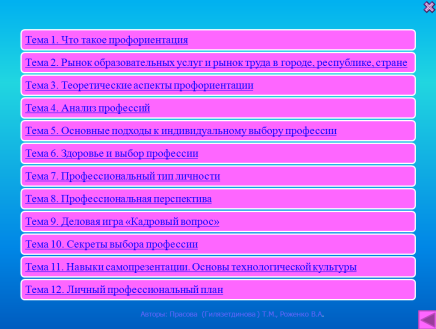 Тема 1. Что такое профориентация
Тема 2. Рынок образовательных услуг и рынок труда в городе, республике, стране
Тема 3. Теоретические аспекты профориентации
Тема 4. Анализ профессий
Тема 5. Основные подходы к индивидуальному выбору профессии
Тема 6. Здоровье и выбор профессии
Тема 7. Профессиональный тип личности
Тема 8. Профессиональная перспектива
Тема 9. Деловая игра «Кадровый вопрос»
Тема 10. Секреты выбора профессии
Тема 11. Навыки самопрезентации. Основы технологической культуры
Тема 12. Личный профессиональный план
Авторы: Т.М., В.А.